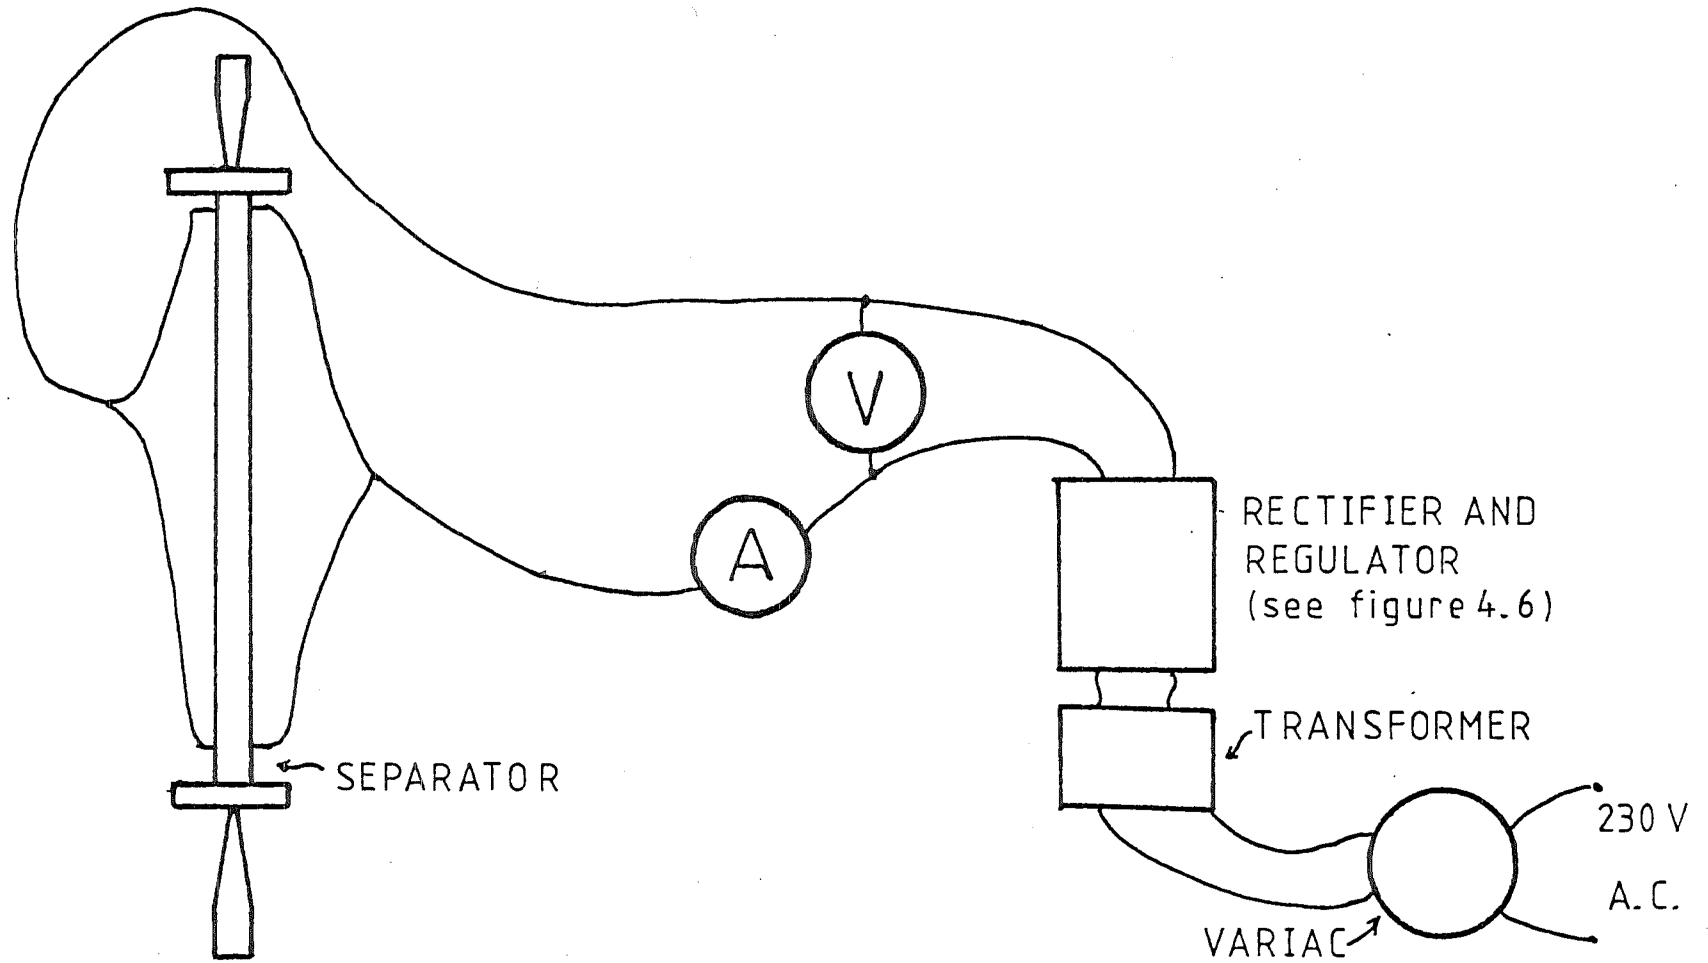 V
A
RECTIFIER AND
REGULATOR
(see figure 4.6)
TRANSFORMER
SEPARATOR
230 V
A.C.
VARIAC